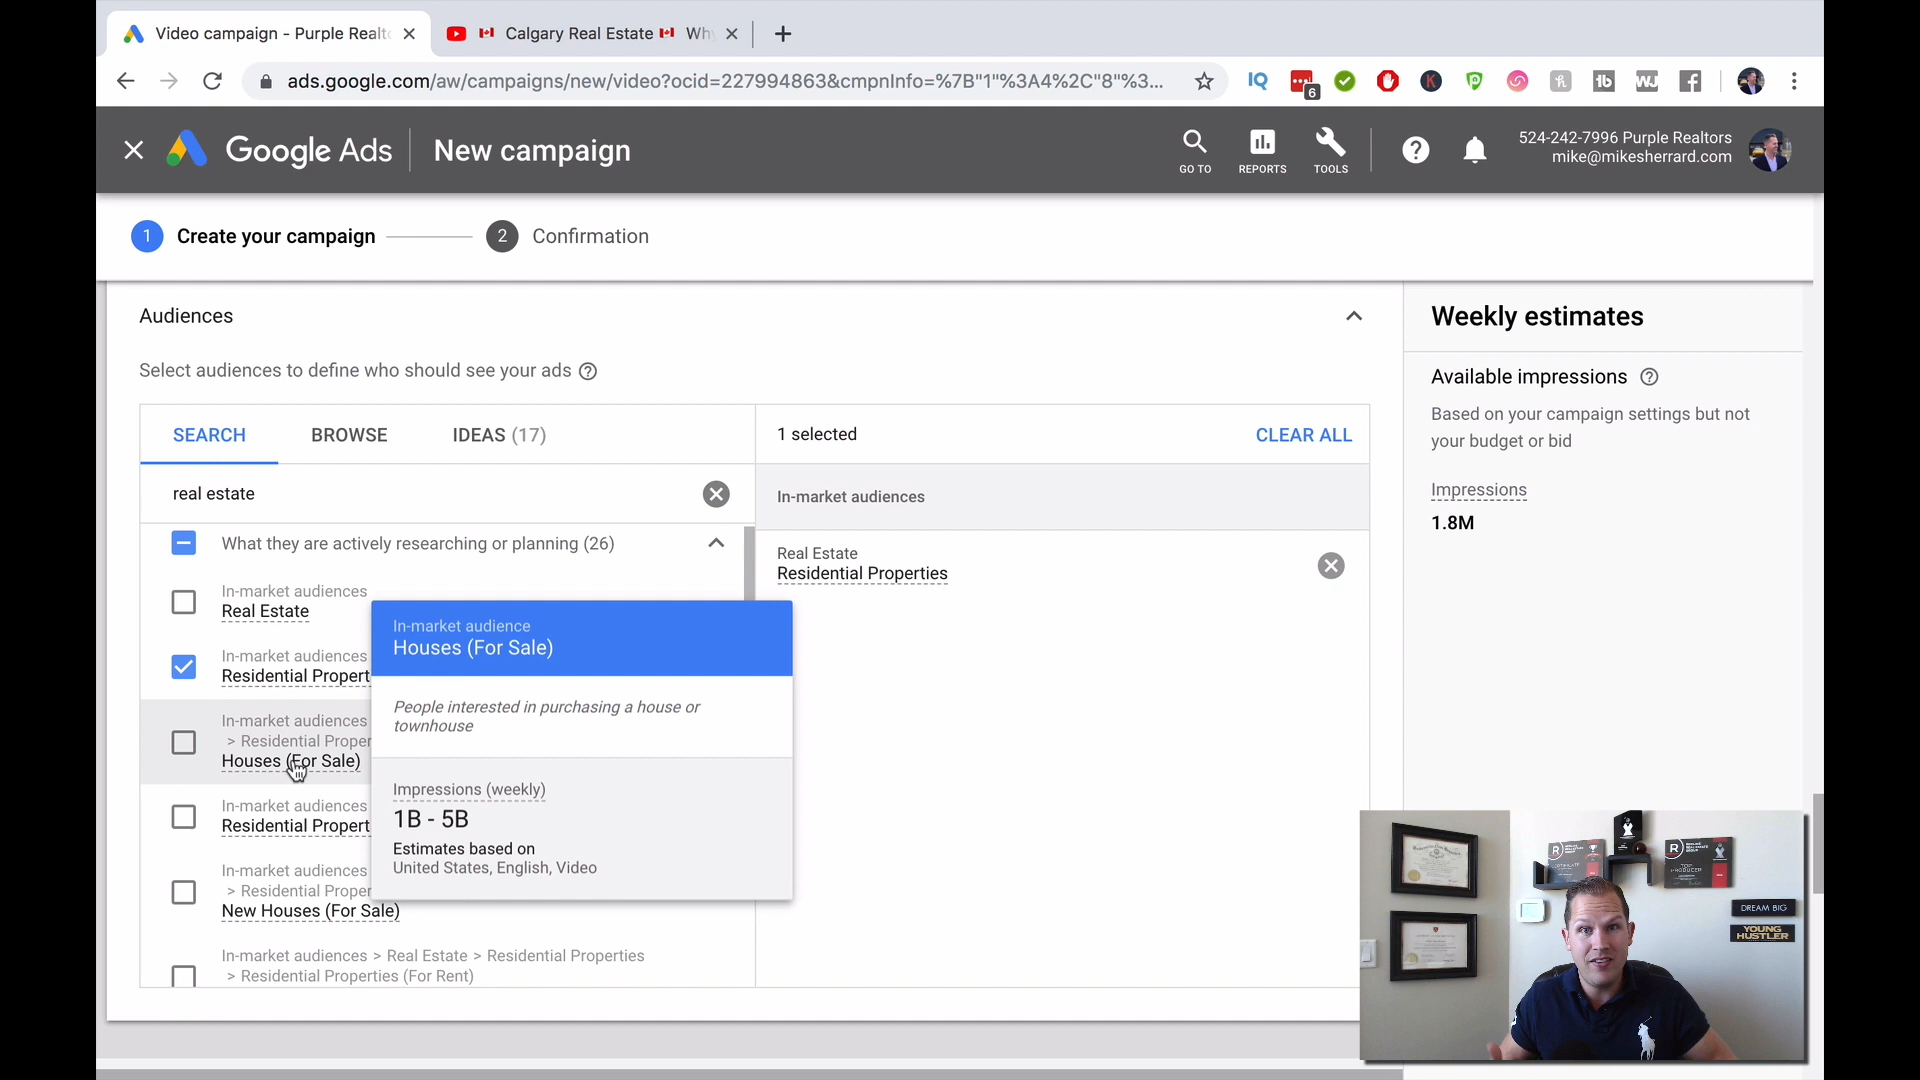 Video campaign - Purple Realt
Calgary Real Estate
Wh
ads.google.com/aw/campaigns/new/video?ocid=227994863&cmpnInfo=%7B"1"%3A4%2C"8"%3...
IQ
6
K
h
tb
WJ
Google Ads
New campaign
GO TO
REPORTS
TOOLS
524-242-7996 Purple Realtors
mike@mikesherrard.com
1
Create your campaign
2
Confirmation
Audiences
Select audiences to define who should see your ads
SEARCH
BROWSE
IDEAS (17)
real estate
What they are actively researching or planning (26)
In-market audiences
Real Estate
In-market audiences
Residential Propert
In-market audiences
> Residential Proper
Houses (For Sale)
In-market audiences
Residential Propert
In-market audiences
> Residential Proper
New Houses (For Sale)
In-market audiences > Real Estate > Residential Properties
> Residential Properties (For Rent)
In-market audience
Houses (For Sale)
People interested in purchasing a house or
townhouse
Impressions (weekly)
1B - 5B
Estimates based on
United States, English, Video
1 selected
CLEAR ALL
In-market audiences
Real Estate
Residential Properties
Weekly estimates
Available impressions
Based on your campaign settings but not
your budget or bid
Impressions
1.8M
DREAM BIG
YOUNG
HUSTLER